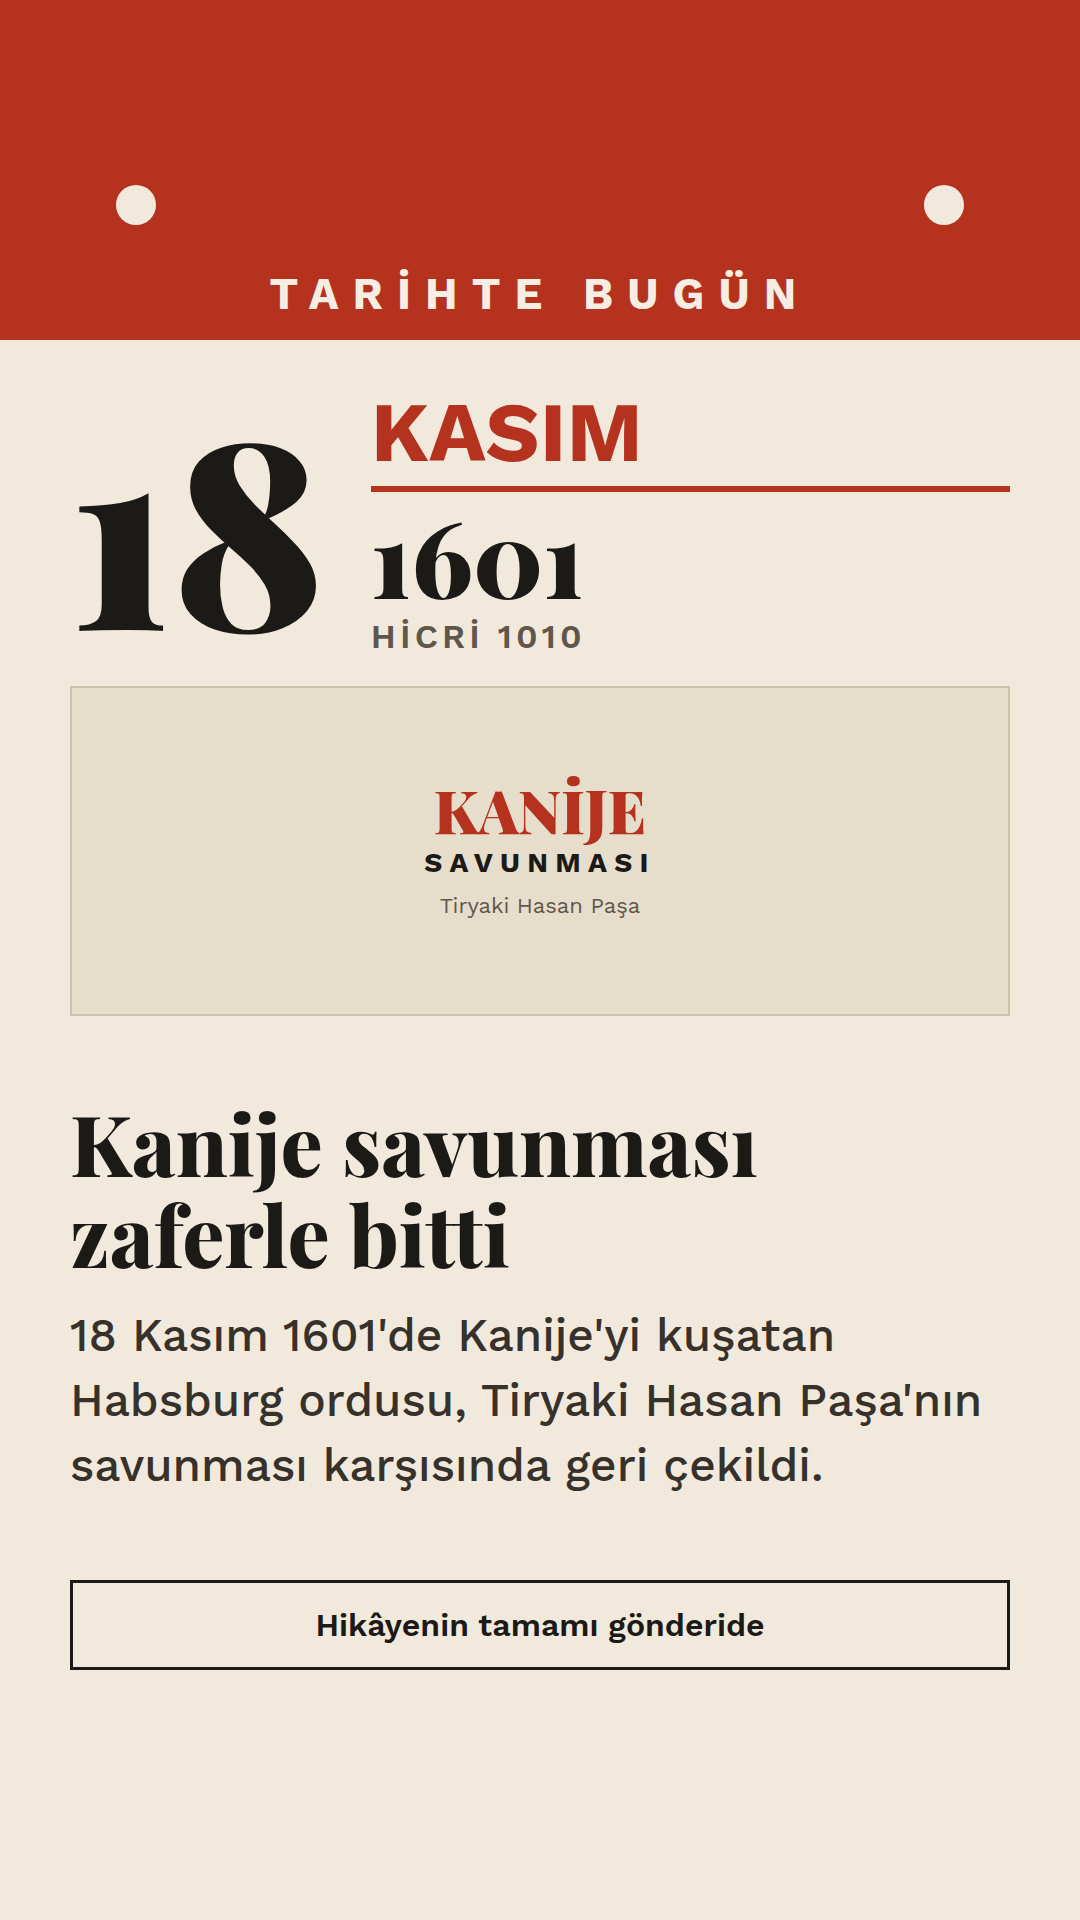 TARİHTE BUGÜN
18
KASIM
1601
HİCRİ 1010
KANİJE
SAVUNMASI
Tiryaki Hasan Paşa
Kanije savunması
zaferle bitti
18 Kasım 1601'de Kanije'yi kuşatan
Habsburg ordusu, Tiryaki Hasan Paşa'nın
savunması karşısında geri çekildi.
Hikâyenin tamamı gönderide